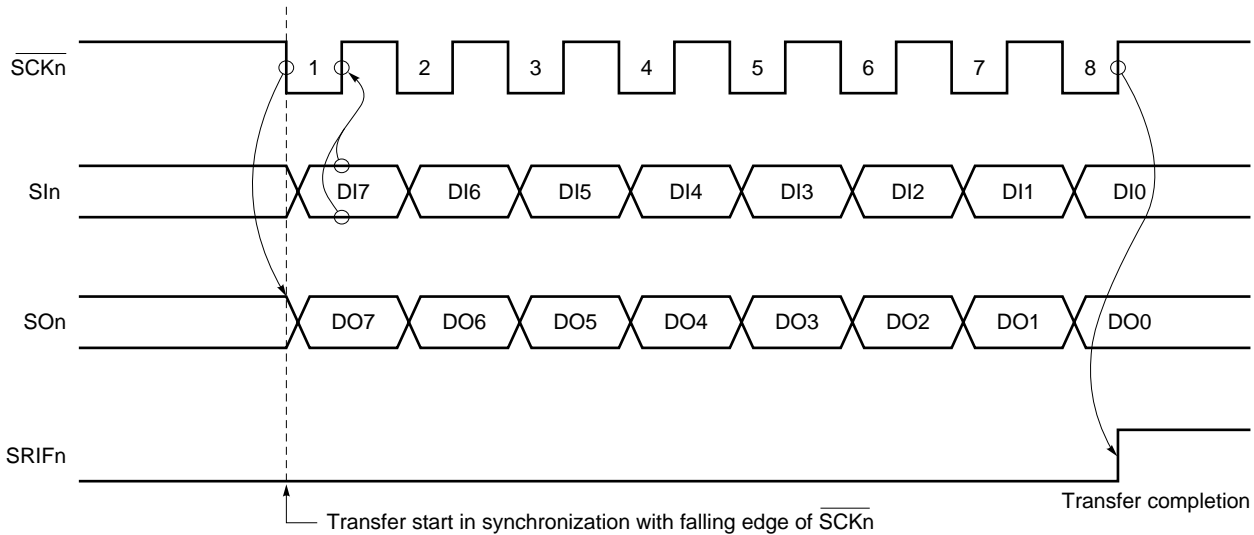 SCKn 1 2 3 4 5 6 7 8
SIn DI7 DI6 DI5 DI4 DI3 DI2 DI1 DI0
SOn DO7 DO6 DO5 DO4 DO3 DO2 DO1 DO0
SRIFn
Transfer completion
Transfer start in synchronization with falling edge of SCKn